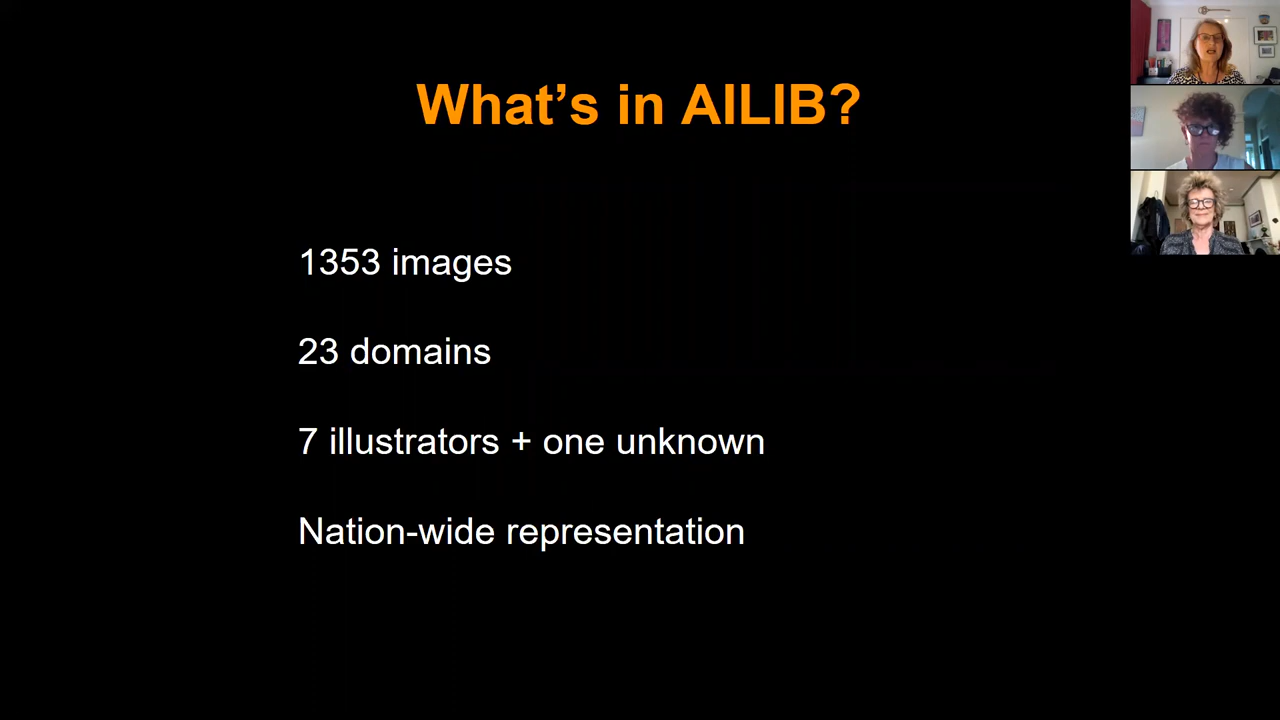 What’s in AILIB?
1353 images
23 domains
7 illustrators + one unknown
Nation-wide representation